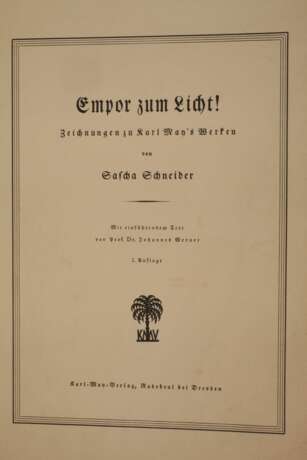 Empor zum Licht!
Zeichnungen zu Karl May's Werken
von
Sascha Schneider
Mit einführendem Text
von Prof. Dr. Johannes Werner
2. Auflage
KMV
Karl-May-Verlag, Radebeul bei Dresden